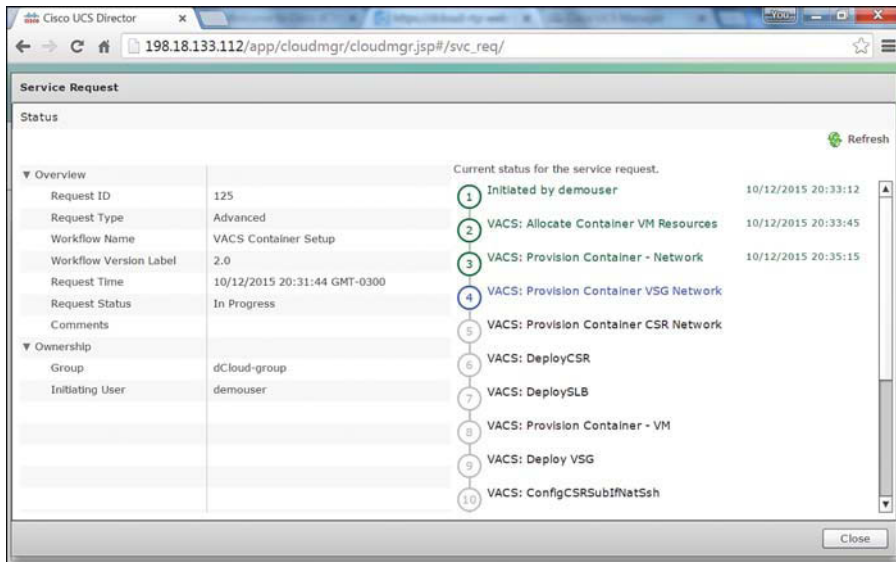 Cisco UCS Director
You
198.18.133.112/app/cloudmgr/cloudmgr.jsp#/svc_req/
Service Request
Status
Refresh
Overview
Request ID 125
Request Type Advanced
Workflow Name VACS Container Setup
Workflow Version Label 2.0
Request Time 10/12/2015 20:31:44 GMT-0300
Request Status In Progress
Comments
Ownership
Group dCloud-group
Initiating User demouser
Current status for the service request.
1 Initiated by demouser 10/12/2015 20:33:12
2 VACS: Allocate Container VM Resources 10/12/2015 20:33:45
3 VACS: Provision Container - Network 10/12/2015 20:35:15
4 VACS: Provision Container VSG Network
5 VACS: Provision Container CSR Network
6 VACS: DeployCSR
7 VACS: DeploySLB
8 VACS: Provision Container - VM
9 VACS: Deploy VSG
10 VACS: ConfigCSRSubIfNatSsh
Close